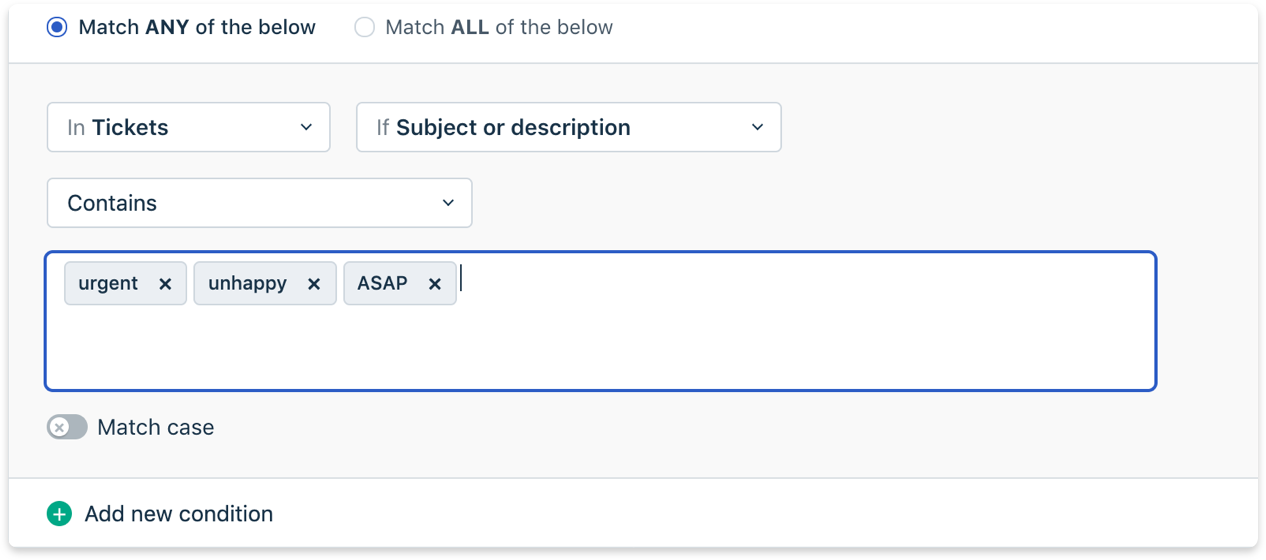 Match ANY of the below Match ALL of the below
In Tickets If Subject or description
Contains
urgent unhappy ASAP
Match case
Add new condition